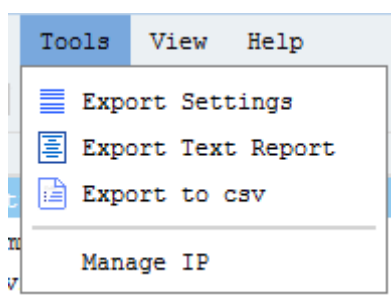 Tools View Help
Export Settings
Export Text Report
Export to csv
Manage IP